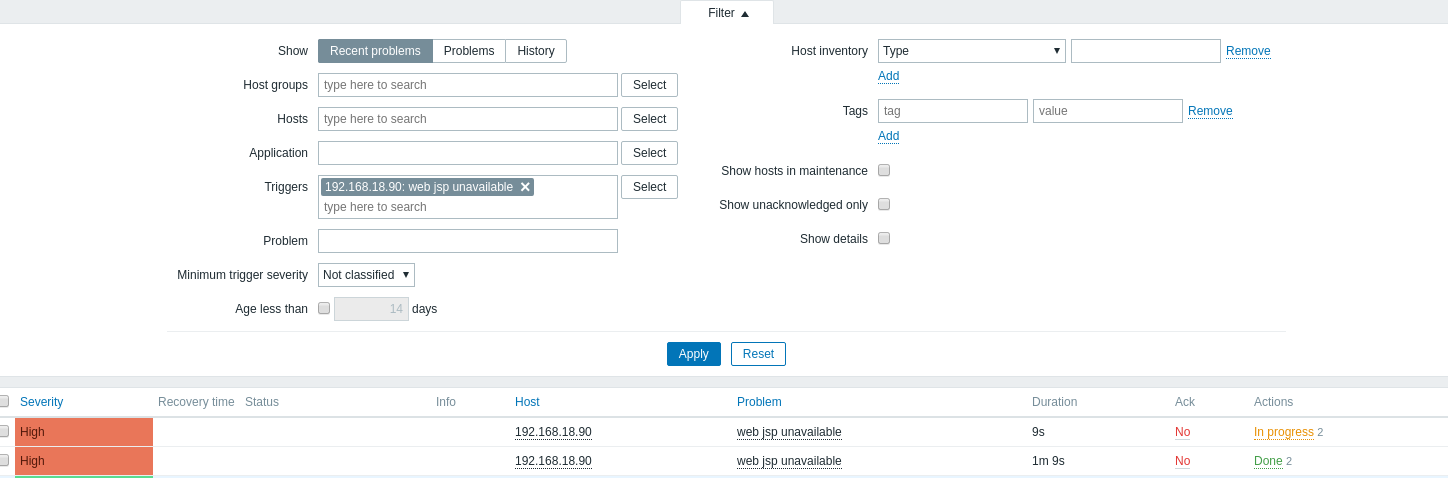 Filter ▲
Show Recent problems Problems History
Host inventory Type Remove
Add
Host groups type here to search Select
Hosts type here to search Select
Tags tag value Remove
Add
Application Select
Show hosts in maintenance
Triggers 192.168.18.90: web jsp unavailable ✕ Select
type here to search
Show unacknowledged only
Problem
Show details
Minimum trigger severity Not classified
Age less than 14 days
Apply Reset
Severity Recovery time Status Info Host Problem Duration Ack Actions
High 192.168.18.90 web jsp unavailable 9s No In progress 2
High 192.168.18.90 web jsp unavailable 1m 9s No Done 2